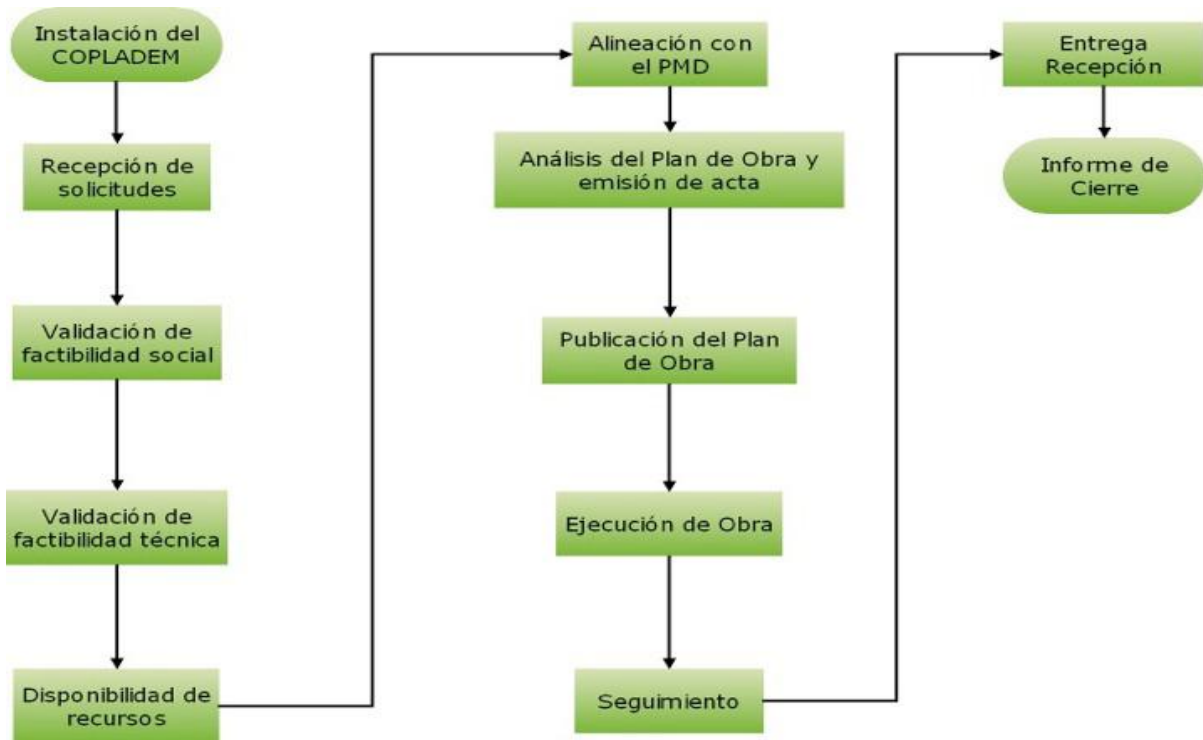 Instalación del
COPLADEM
Recepción de
solicitudes
Validación de
factibilidad social
Validación de
factibilidad técnica
Disponibilidad de
recursos
Alineación con
el PMD
Análisis del Plan de Obra y
emisión de acta
Publicación del Plan
de Obra
Ejecución de Obra
Seguimiento
Entrega
Recepción
Informe de
Cierre